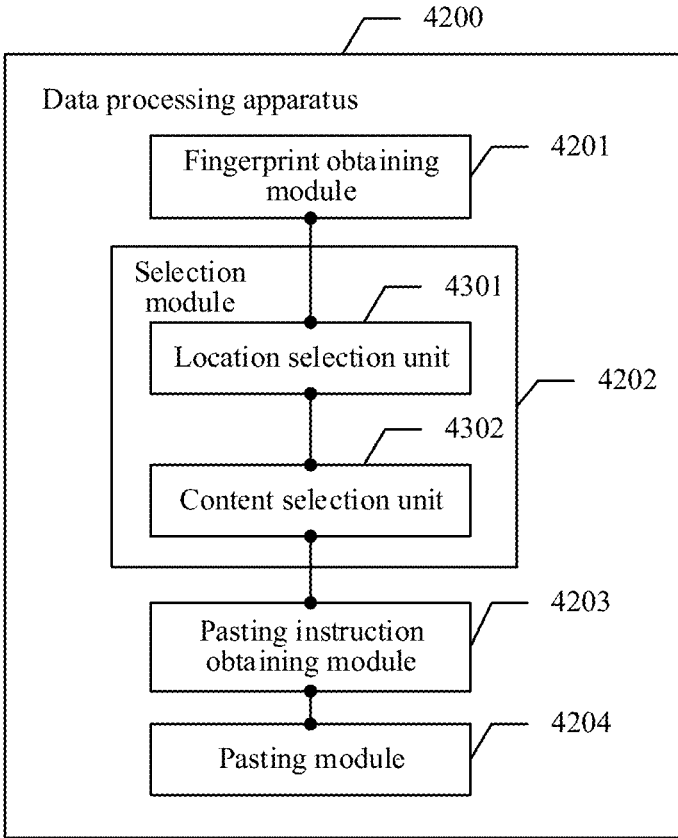 4200
Data processing apparatus
4201
Fingerprint obtaining
module
Selection
module
4301
Location selection unit
4202
4302
Content selection unit
4203
Pasting instruction
obtaining module
4204
Pasting module